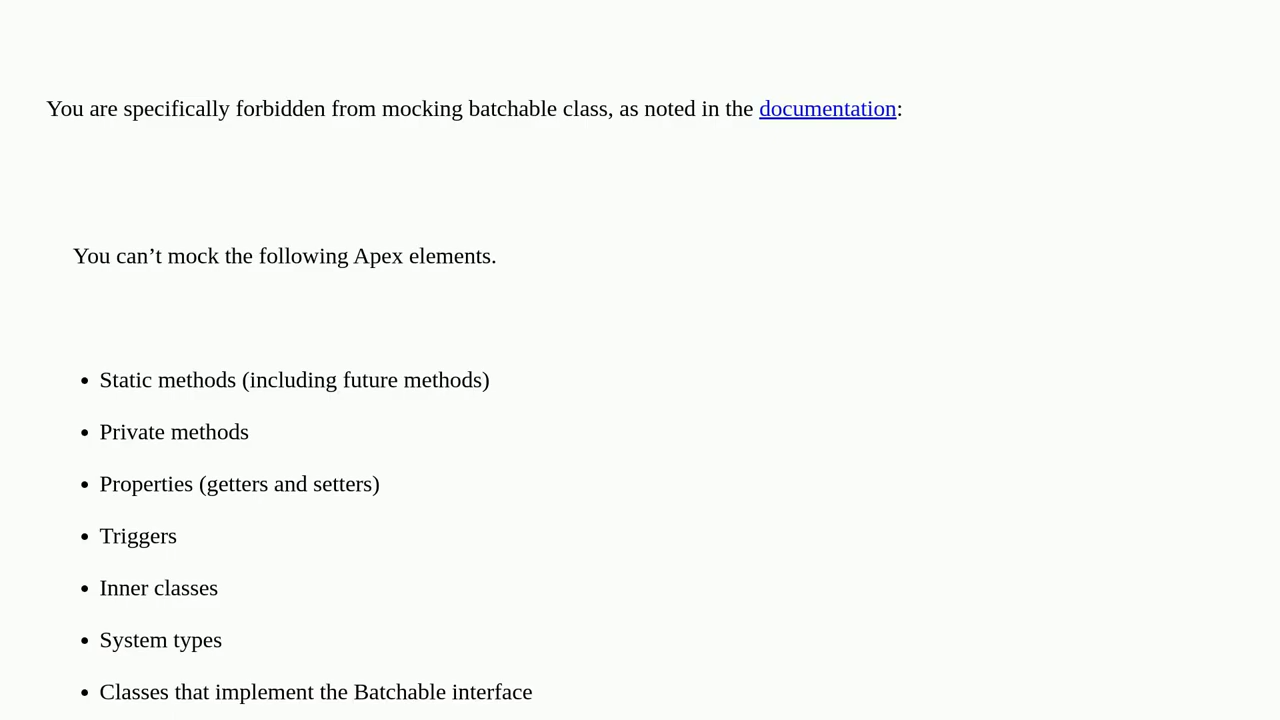 You are specifically forbidden from mocking batchable class, as noted in the documentation:
You can’t mock the following Apex elements.
• Static methods (including future methods)
• Private methods
• Properties (getters and setters)
• Triggers
• Inner classes
• System types
• Classes that implement the Batchable interface